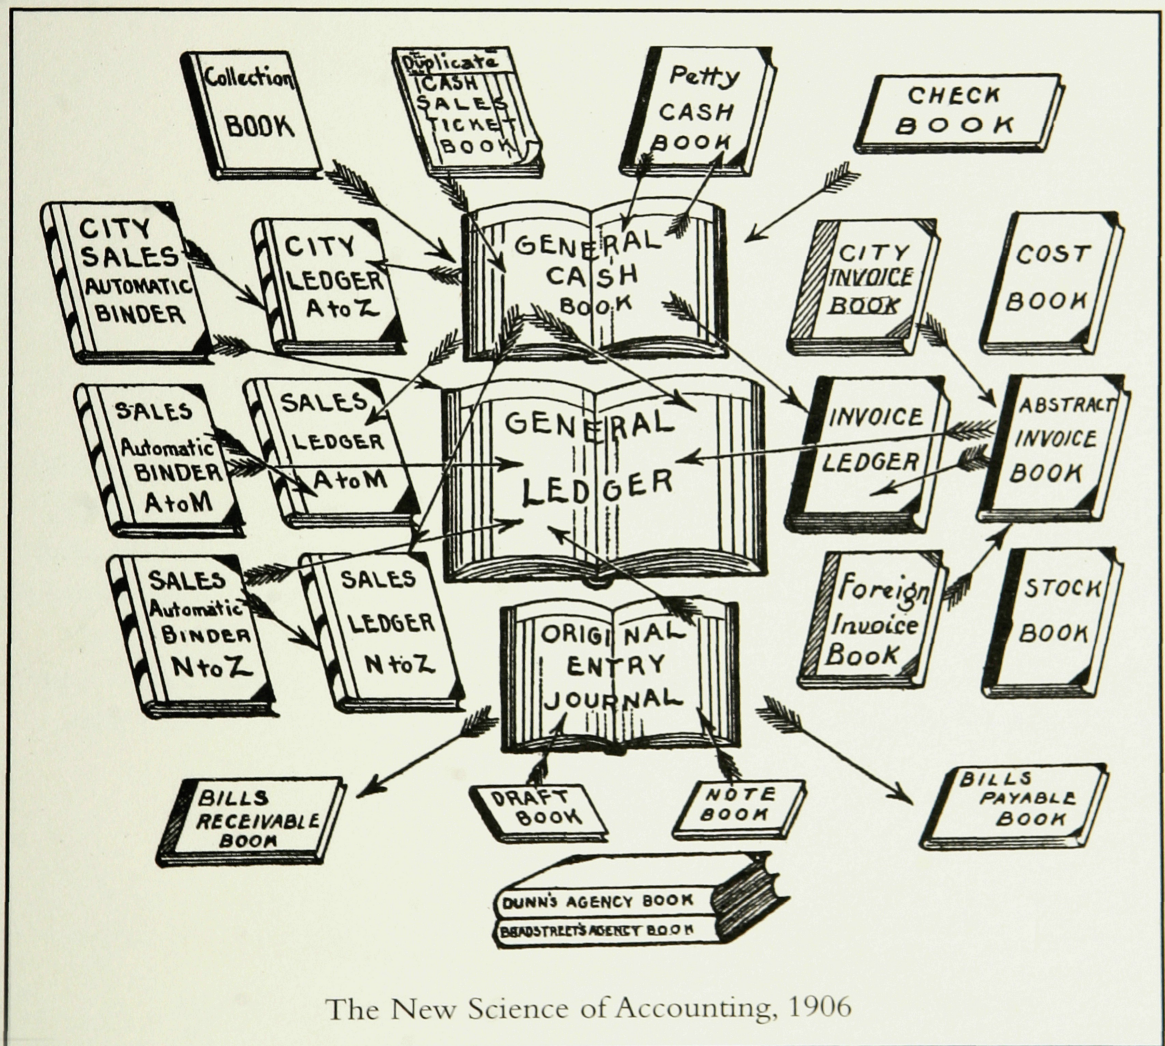 Collection
BOOK
Duplicate
CASH
SALES
TICKET
BOOK
Petty
CASH
BOOK
CHECK
BOOK
CITY
SALES
AUTOMATIC
BINDER
CITY
LEDGER
A to Z
GENERAL
CASH
BOOK
CITY
INVOICE
BOOK
COST
BOOK
SALES
Automatic
BINDER
A to M
SALES
LEDGER
A to M
GENERAL
LEDGER
INVOICE
LEDGER
ABSTRACT
INVOICE
BOOK
SALES
Automatic
BINDER
N to Z
SALES
LEDGER
N to Z
ORIGINAL
ENTRY
JOURNAL
Foreign
Invoice
Book
STOCK
BOOK
BILLS
RECEIVABLE
BOOK
DRAFT
BOOK
NOTE
BOOK
BILLS
PAYABLE
BOOK
DUNN'S AGENCY BOOK
BRADSTREET'S AGENCY BOOK
The New Science of Accounting, 1906